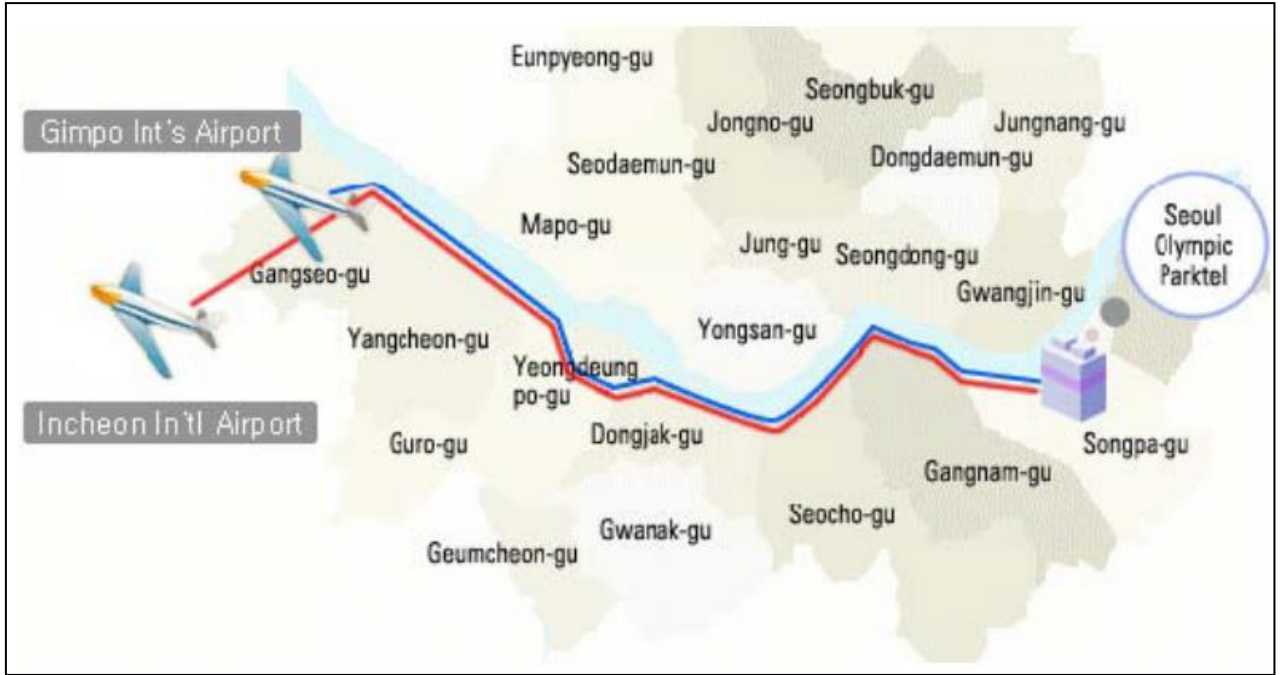 Eunpyeong-gu
Seongbuk-gu
Gimpo Int's Airport
Jongno-gu
Jungnang-gu
Seodaemun-gu
Dongdaemun-gu
Mapo-gu
Seoul
Olympic
Parktel
Jung-gu
Seongdong-gu
Gangseo-gu
Gwangjin-gu
Yangcheon-gu
Yongsan-gu
Yeongdeung
po-gu
Incheon In'tl Airport
Guro-gu
Dongjak-gu
Songpa-gu
Gangnam-gu
Seocho-gu
Gwanak-gu
Geumcheon-gu